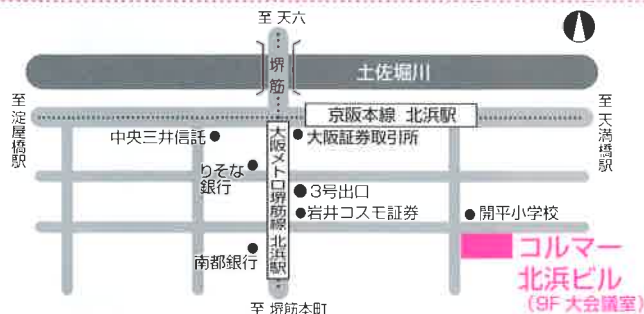 至 天六
堺筋
土佐堀川
至 淀屋橋駅
京阪本線 北浜駅
至 天満橋駅
中央三井信託
大阪証券取引所
大阪メトロ堺筋線 北浜駅
りそな
銀行
3号出口
岩井コスモ証券
開平小学校
南都銀行
コルマー
北浜ビル
(9F 大会議室)
至 堺筋本町